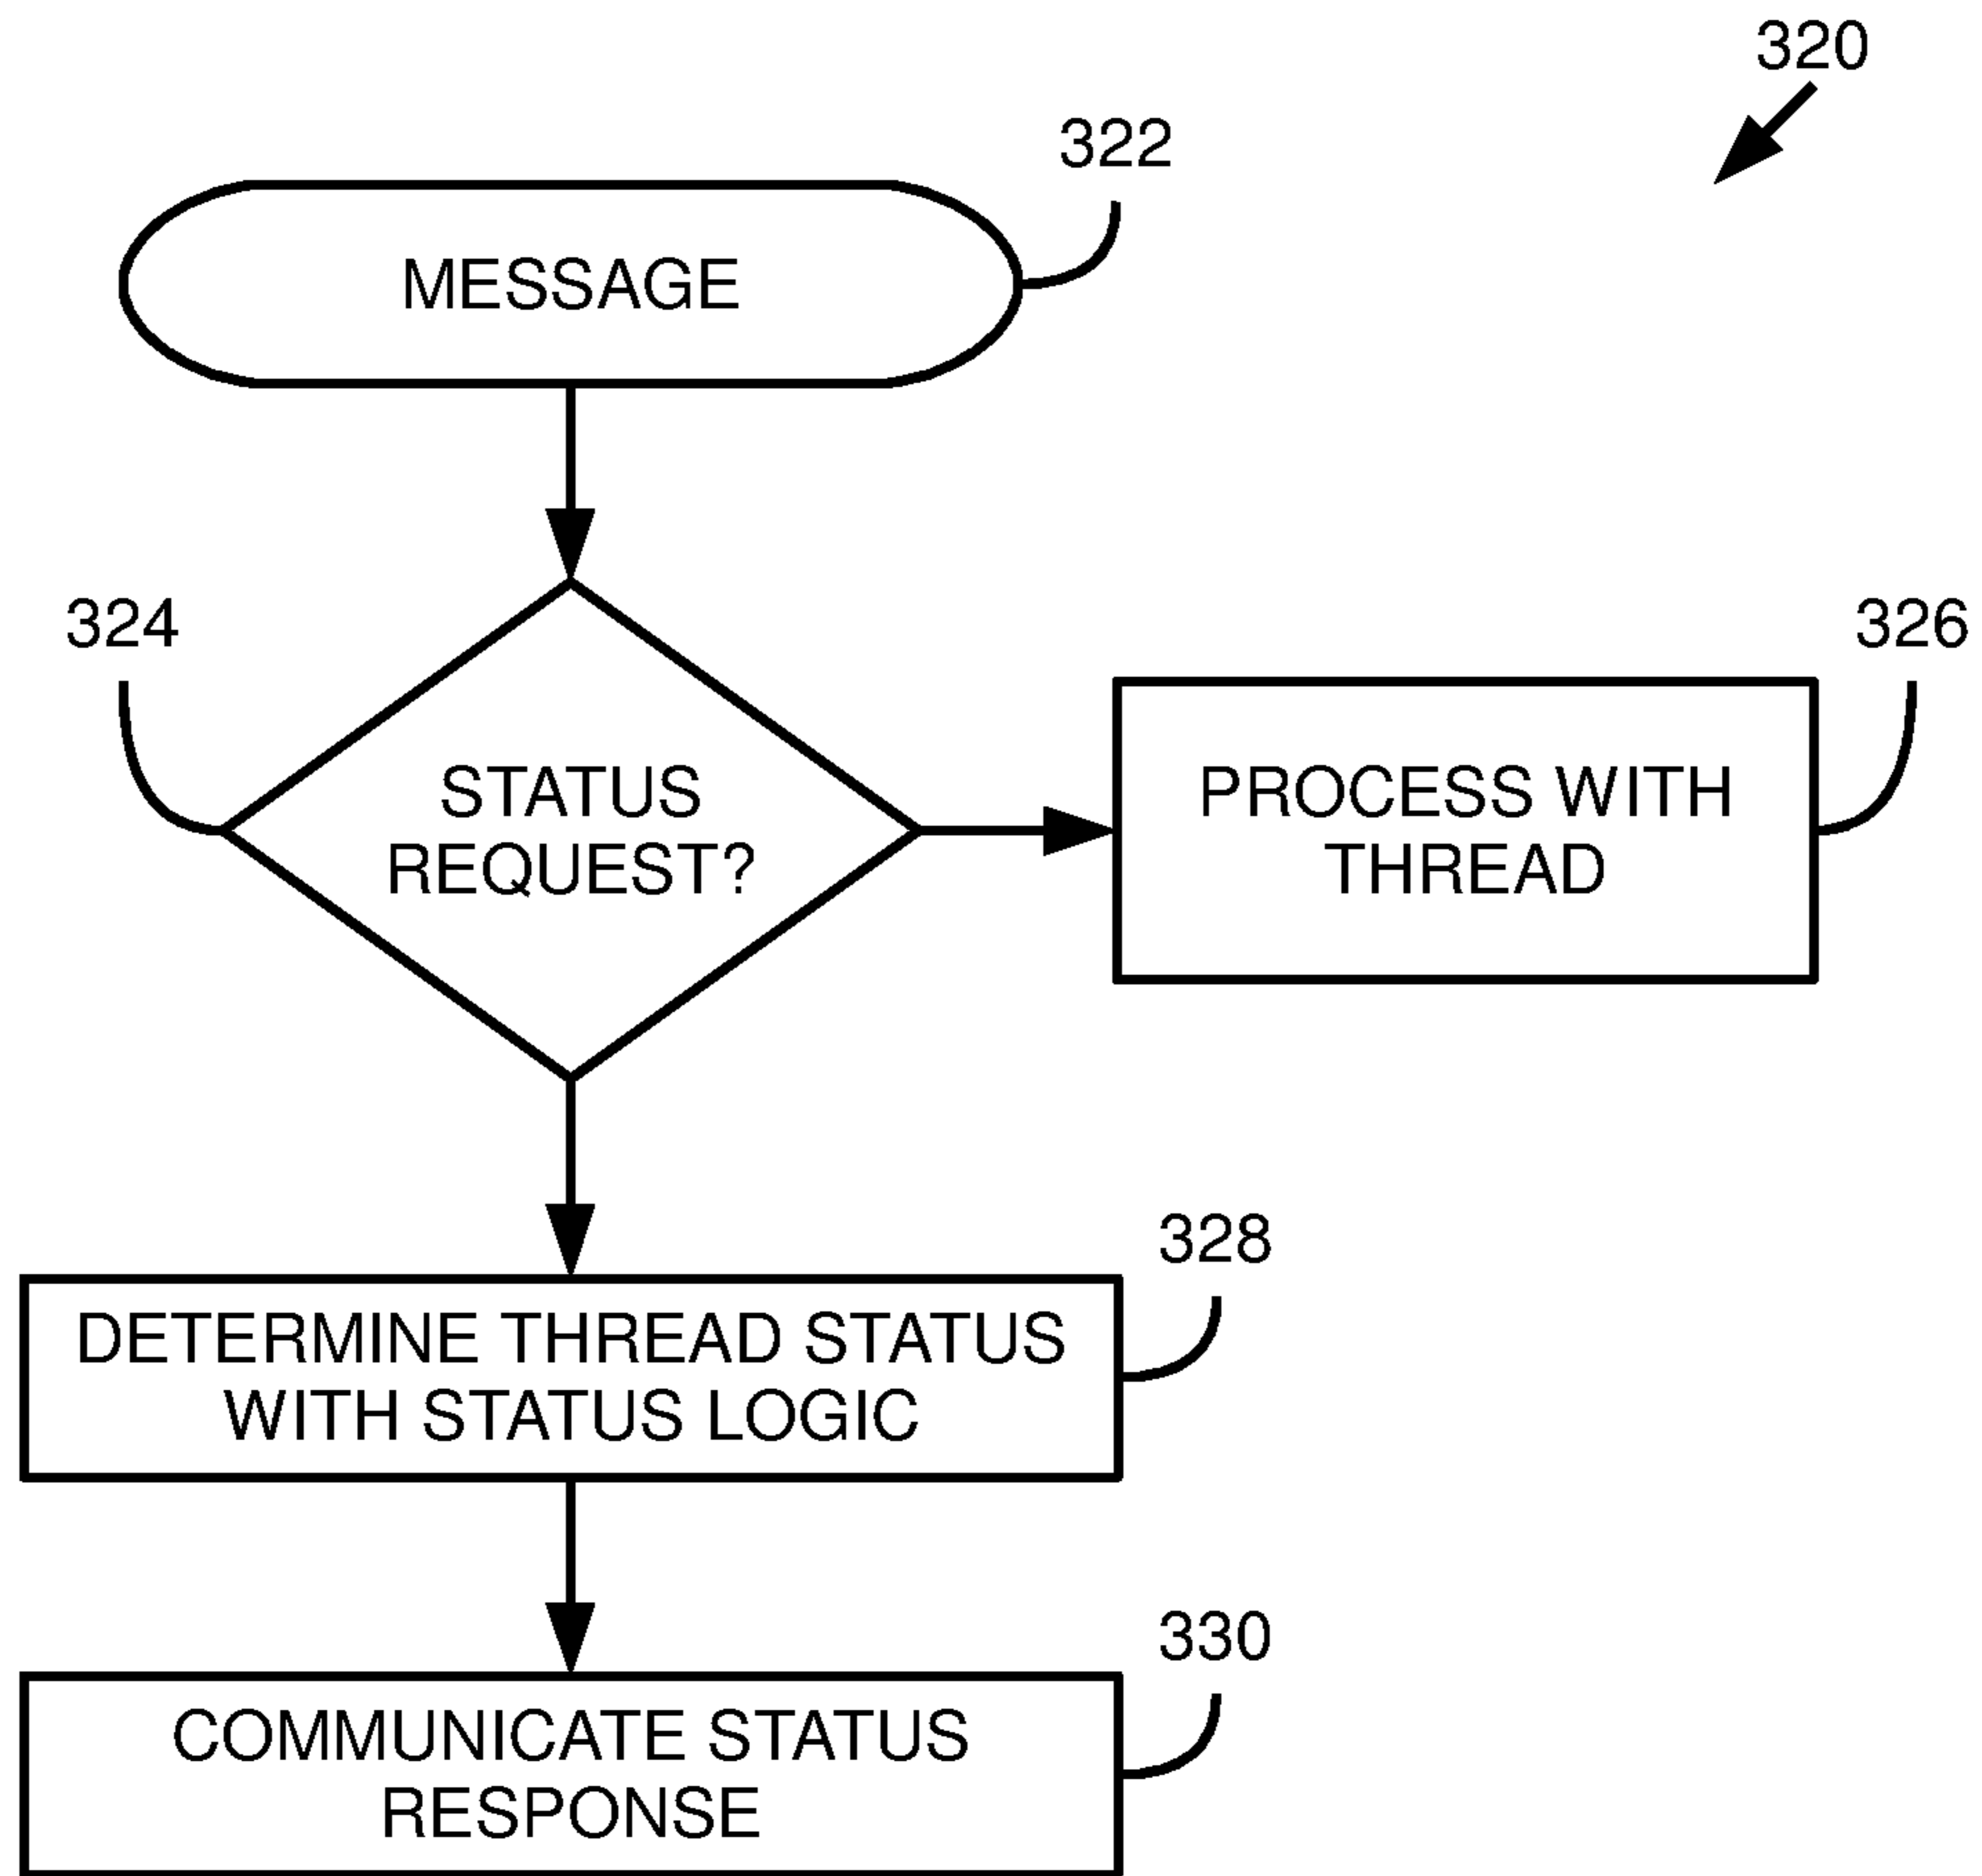 320
322
MESSAGE
324
326
STATUS
REQUEST?
PROCESS WITH
THREAD
328
DETERMINE THREAD STATUS
WITH STATUS LOGIC
330
COMMUNICATE STATUS
RESPONSE